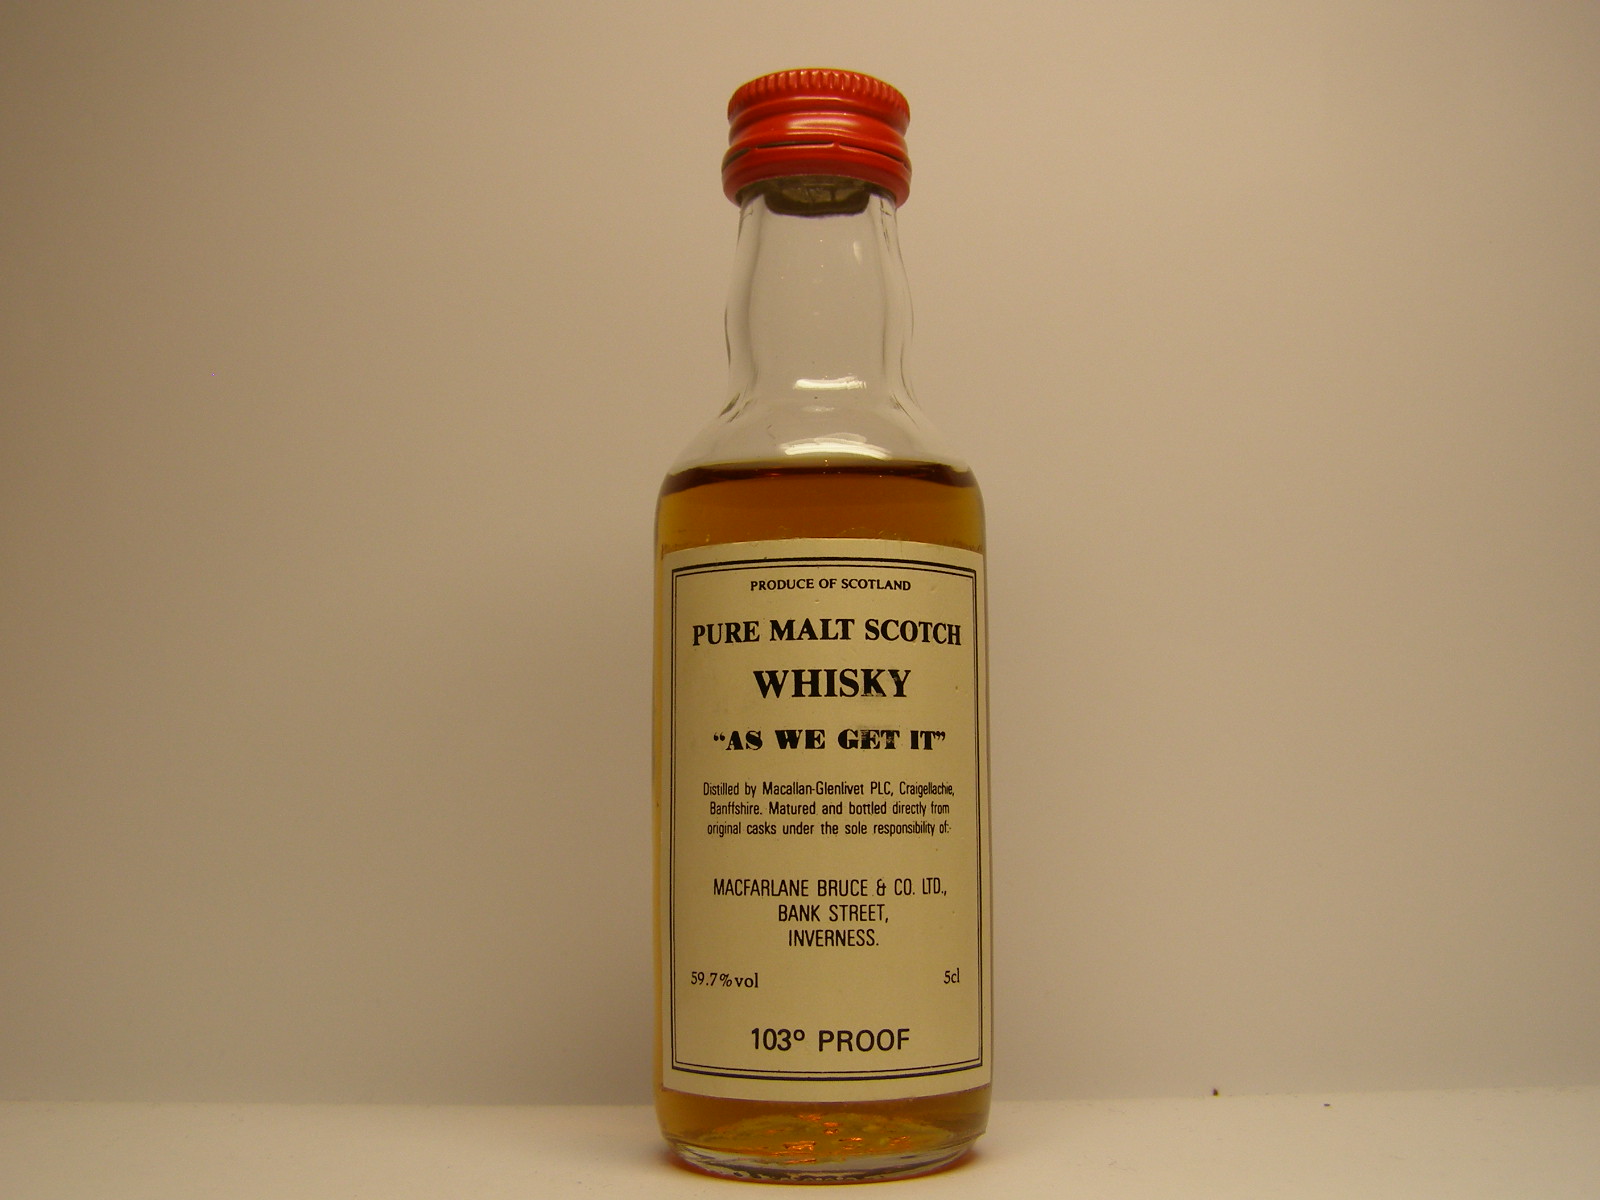 PRODUCE OF SCOTLAND
PURE MALT SCOTCH
WHISKY
“AS WE GET IT”
Distilled by Macallan-Glenlivet PLC, Craigellachie,
Banffshire. Matured and bottled directly from
original casks under the sole responsibility of:-
MACFARLANE BRUCE & CO. LTD.,
BANK STREET,
INVERNESS.
59.7%vol 5cl
103º PROOF